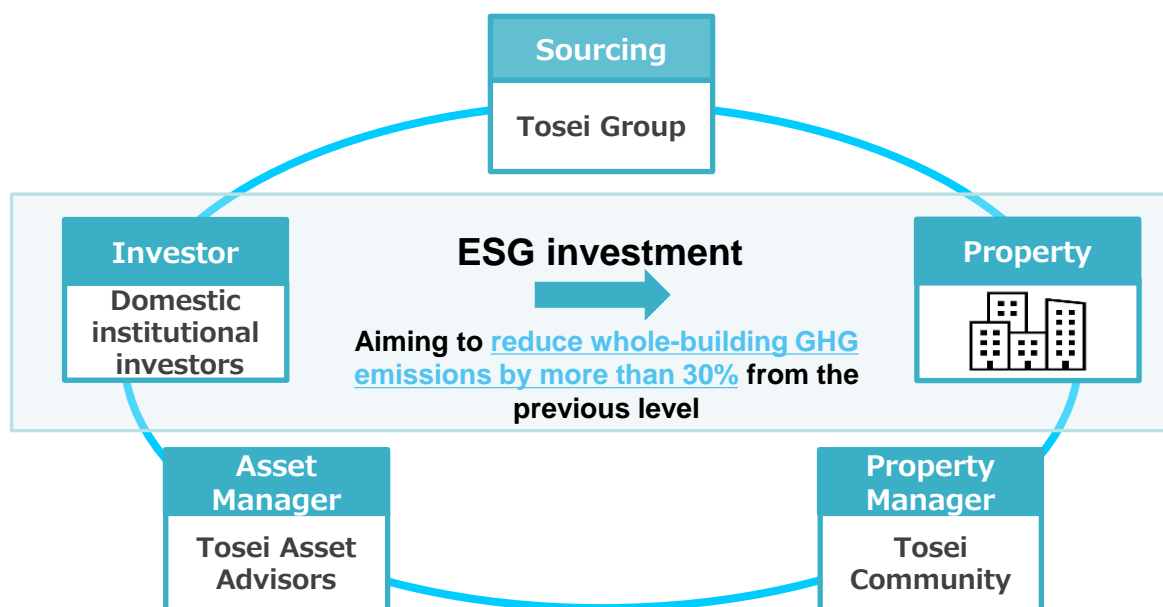 Sourcing
Tosei Group
Investor
Domestic
institutional
investors
ESG investment
Aiming to reduce whole-building GHG
emissions by more than 30% from the
previous level
Property
Asset
Manager
Tosei Asset
Advisors
Property
Manager
Tosei
Community